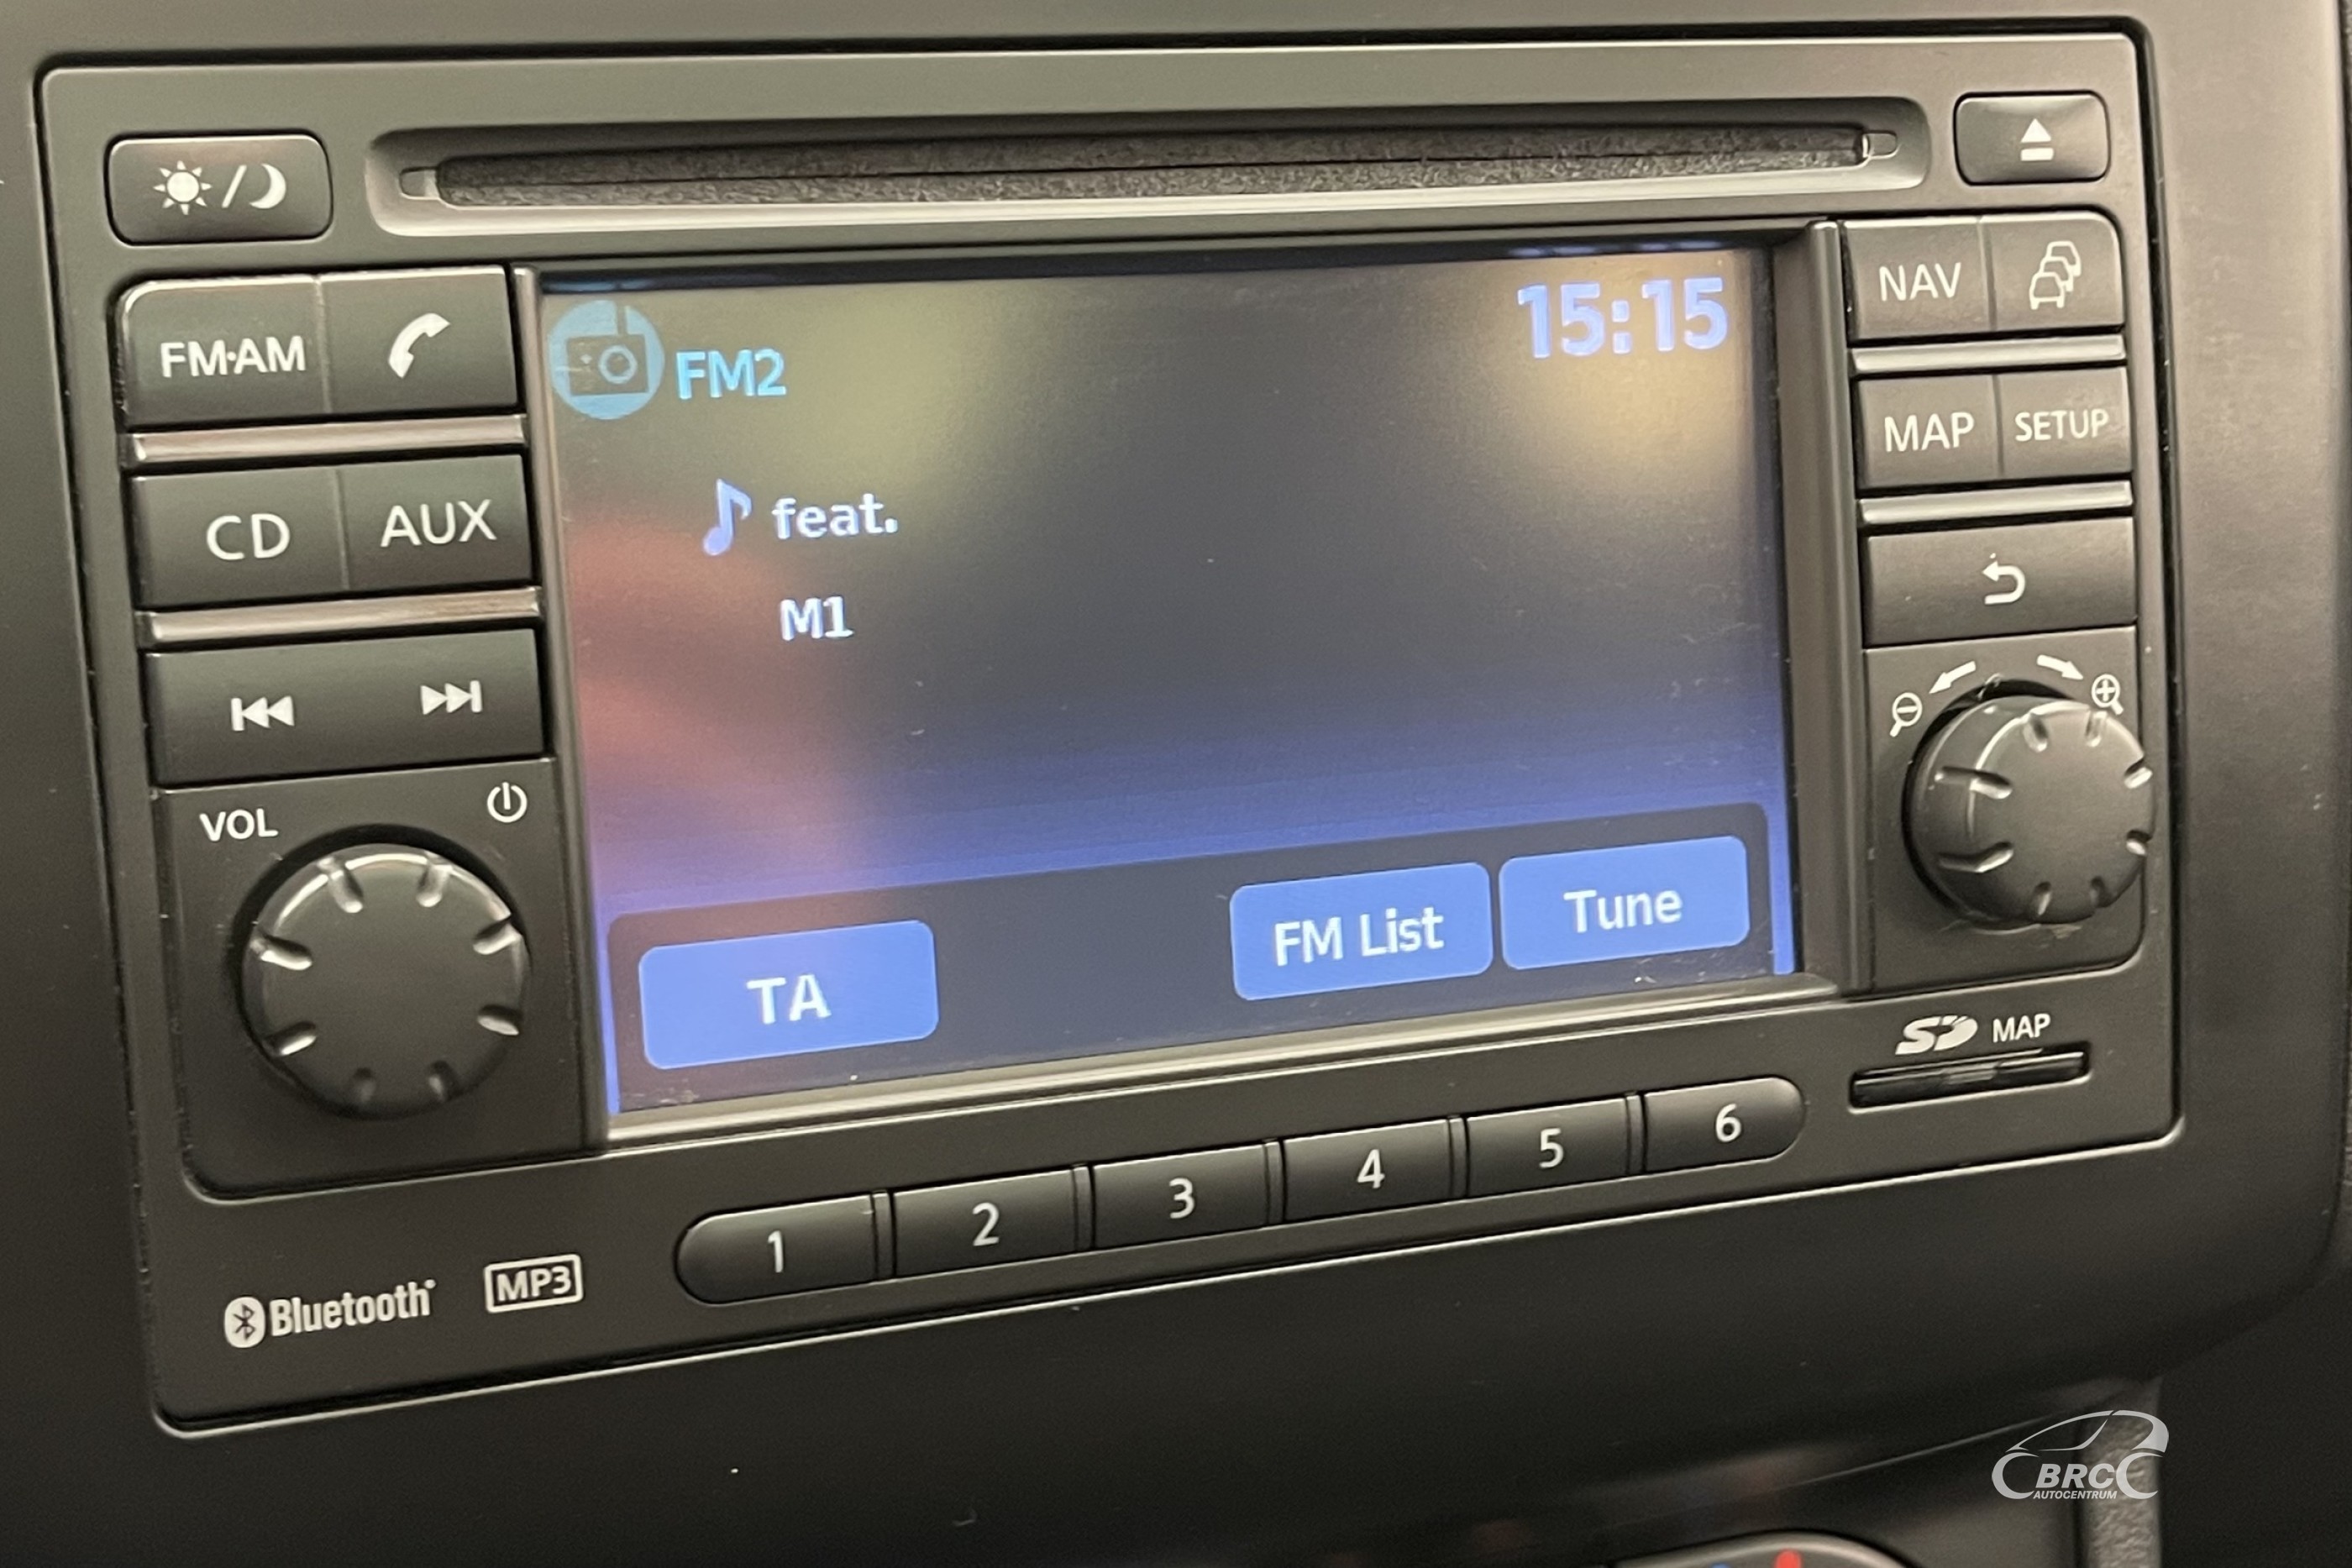 FM·AM
CD
AUX
VOL
FM2
15:15
feat.
M1
TA
FM List
Tune
NAV
MAP
SETUP
SD MAP
1 2 3 4 5 6
Bluetooth
MP3
BRC
AUTOCENTRUM